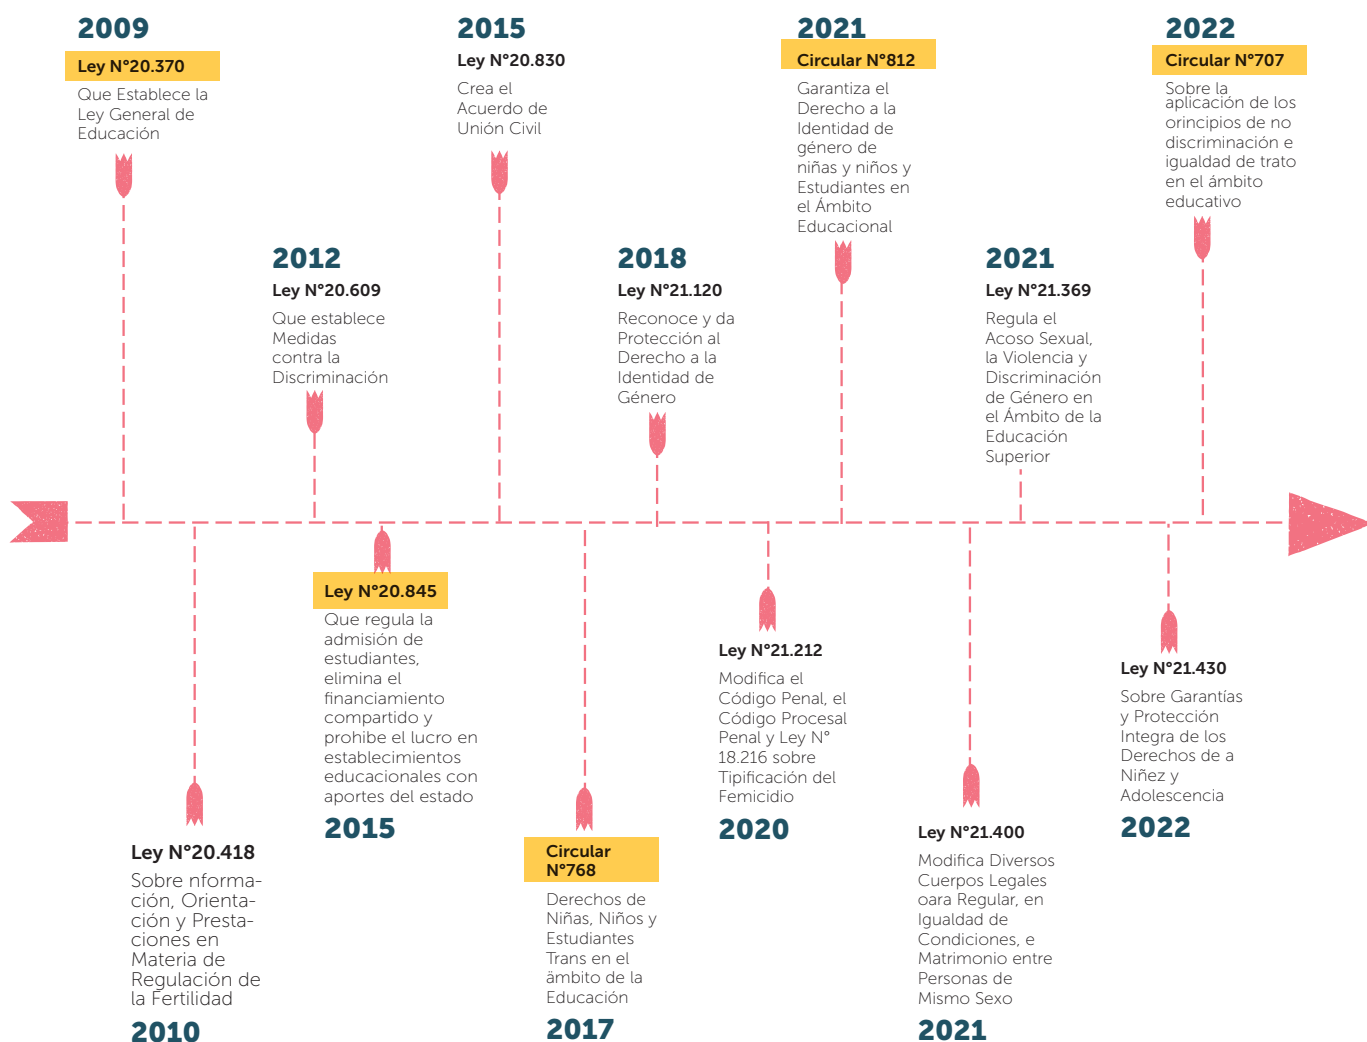 2009
Ley N°20.370
Que Establece la
Ley General de
Educación
2015
Ley N°20.830
Crea el
Acuerdo de
Unión Civil
2021
Circular N°812
Garantiza el
Derecho a la
Identidad de
género de
niñas y niños y
Estudiantes en
el Ámbito
Educacional
2022
Circular N°707
Sobre la
aplicación de los
orincipios de no
discriminación e
igualdad de trato
en el ámbito
educativo
2012
Ley N°20.609
Que establece
Medidas
contra la
Discriminación
2018
Ley N°21.120
Reconoce y da
Protección al
Derecho a la
Identidad de
Género
2021
Ley N°21.369
Regula el
Acoso Sexual,
la Violencia y
Discriminación
de Género en
el Ámbito de la
Educación
Superior
Ley N°20.418
Sobre nforma-
ción, Orienta-
ción y Presta-
ciones en
Materia de
Regulación de
la Fertilidad
2010
Ley N°20.845
Que regula la
admisión de
estudiantes,
elimina el
financiamiento
compartido y
prohibe el lucro en
establecimientos
educacionales con
aportes del estado
2015
Circular
N°768
Derechos de
Niñas, Niños y
Estudiantes
Trans en el
ämbito de la
Educación
2017
Ley N°21.212
Modifica el
Código Penal, el
Código Procesal
Penal y Ley N°
18.216 sobre
Tipificación del
Femicidio
2020
Ley N°21.400
Modifica Diversos
Cuerpos Legales
oara Regular, en
Igualdad de
Condiciones, e
Matrimonio entre
Personas de
Mismo Sexo
2021
Ley N°21.430
Sobre Garantías
y Protección
Integra de los
Derechos de a
Niñez y
Adolescencia
2022